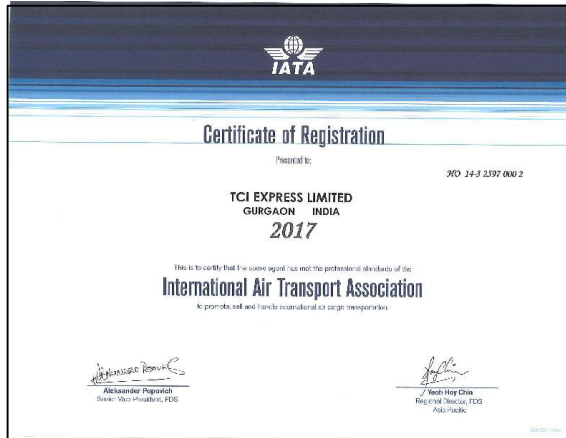 IATA
Certificate of Registration
Presented to:
HO 14-3 2597 000 2
TCI EXPRESS LIMITED
GURGAON INDIA
2017
This is to certify that the above agent has met the professional standards of the
International Air Transport Association
to promote, sell and handle international air cargo transportation.
Aleksander Popovich
Senior Vice President, FDS
Yeoh Hoy Chin
Regional Director, FDS
Asia Pacific